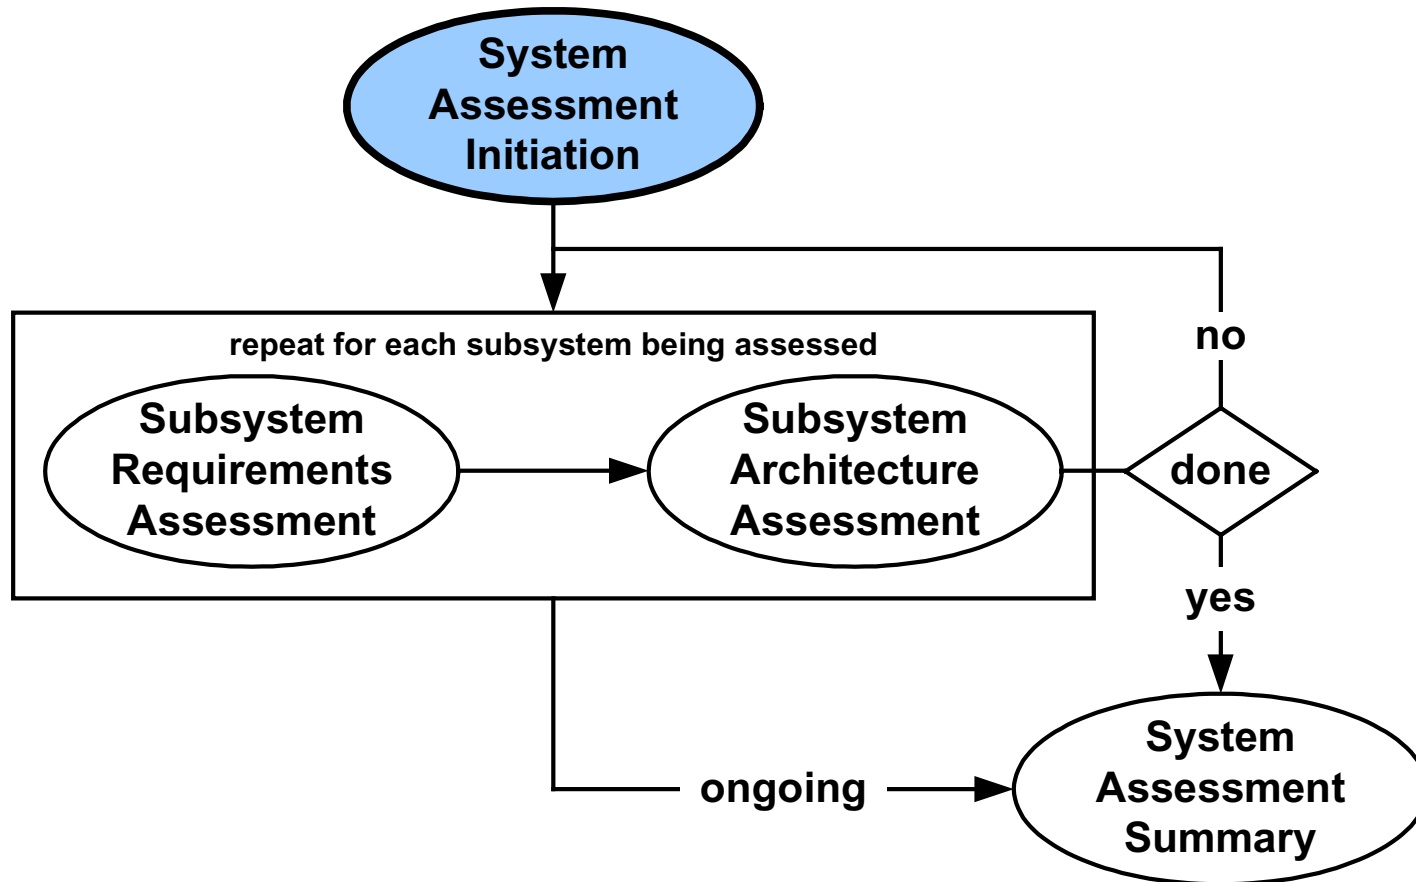 System
Assessment
Initiation
repeat for each subsystem being assessed
no
Subsystem
Requirements
Assessment
Subsystem
Architecture
Assessment
done
yes
ongoing
System
Assessment
Summary